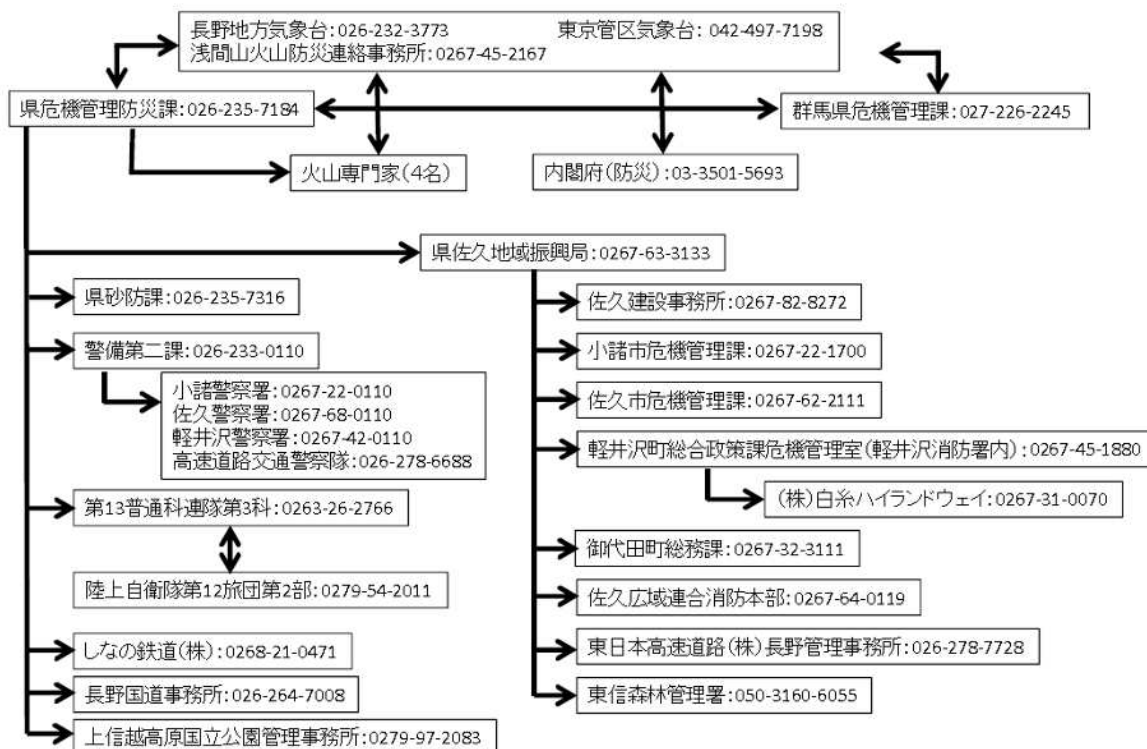 長野地方気象台:026-232-3773 東京管区気象台: 042-497-7198
浅間山火山防災連絡事務所:0267-45-2167
県危機管理防災課:026-235-7184
群馬県危機管理課:027-226-2245
火山専門家(4名)
内閣府(防災):03-3501-5693
県佐久地域振興局:0267-63-3133
県砂防課:026-235-7316
警備第二課:026-233-0110
小諸警察署:0267-22-0110
佐久警察署:0267-68-0110
軽井沢警察署:0267-42-0110
高速道路交通警察隊:026-278-6688
第13普通科連隊第3科:0263-26-2766
陸上自衛隊第12旅団第2部:0279-54-2011
しなの鉄道(株):0268-21-0471
長野国道事務所:026-264-7008
上信越高原国立公園管理事務所:0279-97-2083
佐久建設事務所:0267-82-8272
小諸市危機管理課:0267-22-1700
佐久市危機管理課:0267-62-2111
軽井沢町総合政策課危機管理室(軽井沢消防署内):0267-45-1880
(株)白糸ハイランドウェイ:0267-31-0070
御代田町総務課:0267-32-3111
佐久広域連合消防本部:0267-64-0119
東日本高速道路(株)長野管理事務所:026-278-7728
東信森林管理署:050-3160-6055